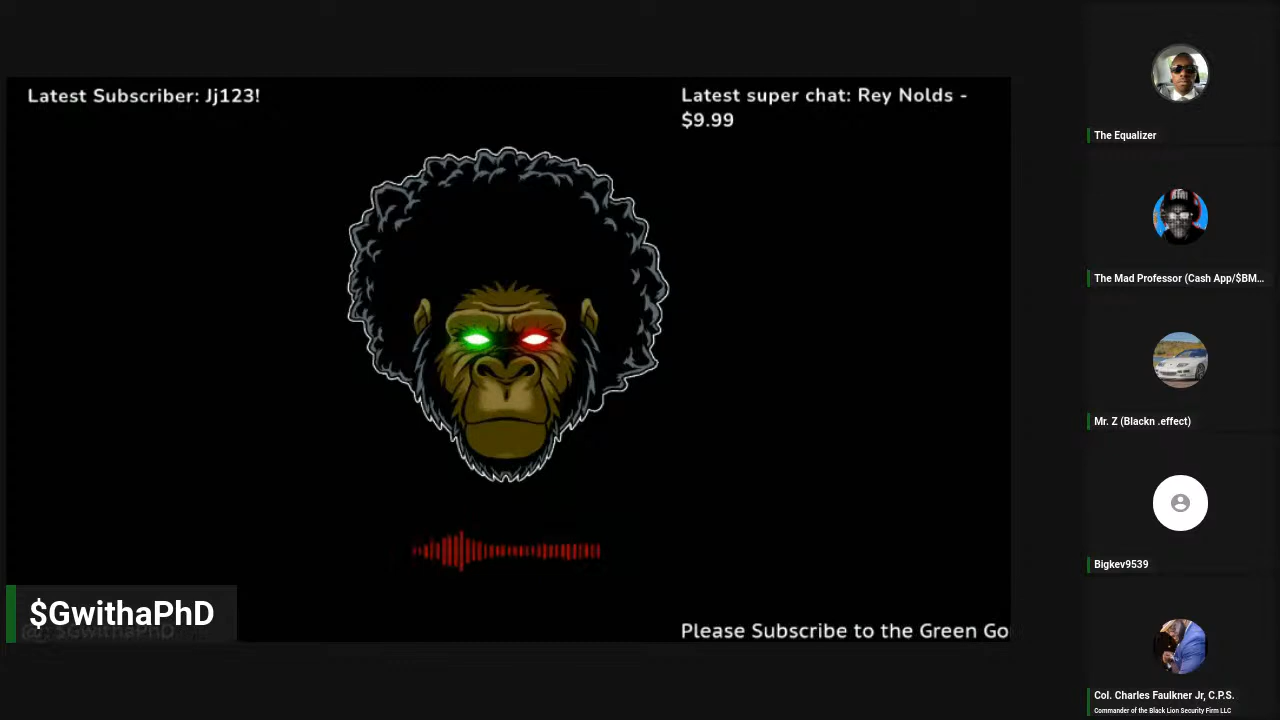 Latest Subscriber: Jj123!
Latest super chat: Rey Nolds -
$9.99
The Equalizer
The Mad Professor (Cash App/$BM...
Mr. Z (Blackn .effect)
Bigkev9539
$GwithaPhD
@: $GwithaPhD
Please Subscribe to the Green Go
Col. Charles Faulkner Jr, C.P.S.
Commander of the Black Lion Security Firm LLC